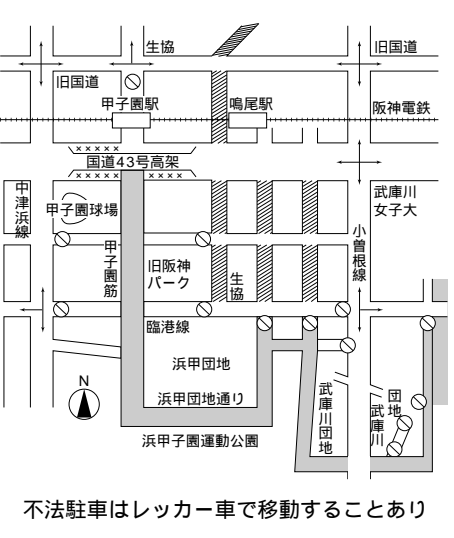 生協
旧国道
旧国道
甲子園駅
鳴尾駅
阪神電鉄
国道43号高架
中津浜線
甲子園球場
武庫川
女子大
甲子園筋
旧阪神
パーク
生協
小曽根線
臨港線
浜甲団地
N
浜甲団地通り
武庫川団地
武庫川
団地
浜甲子園運動公園
不法駐車はレッカー車で移動することあり